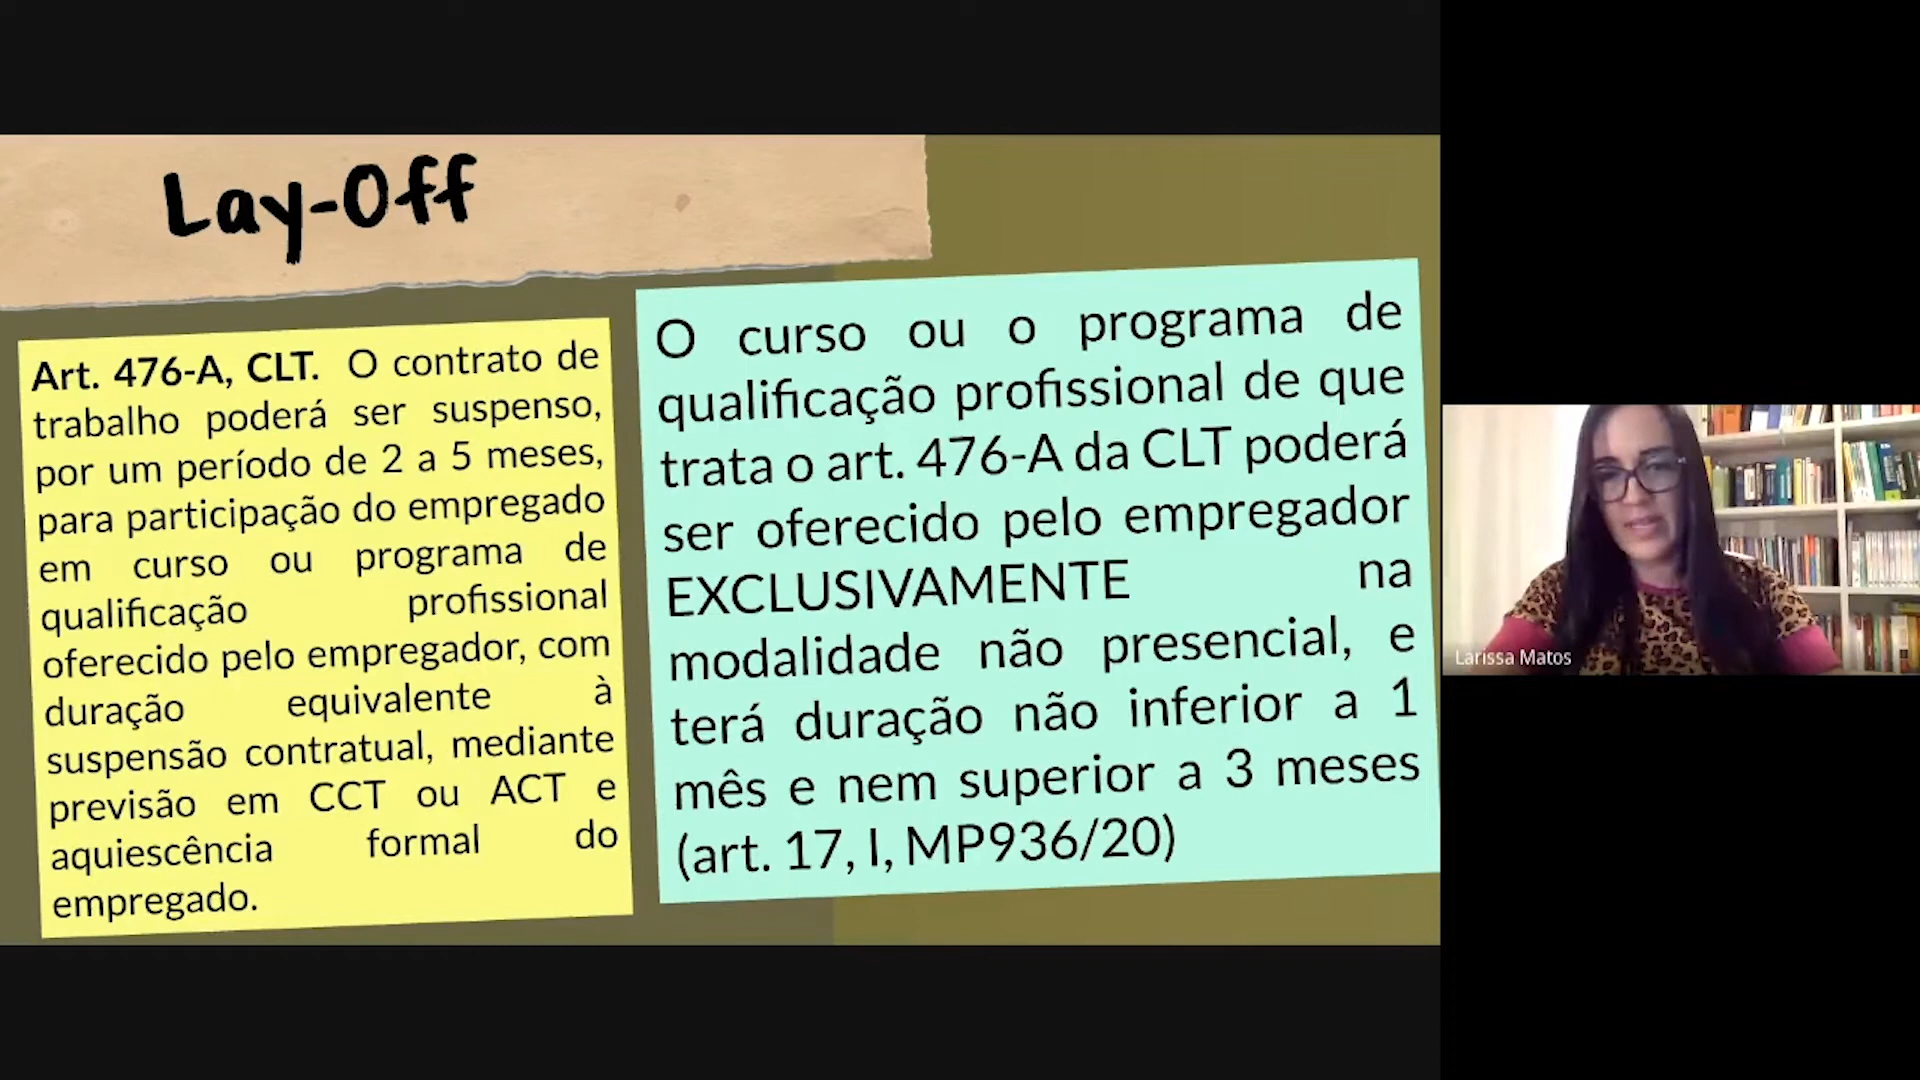 Lay-Off
Art. 476-A, CLT. O contrato de
trabalho poderá ser suspenso,
por um período de 2 a 5 meses,
para participação do empregado
em curso ou programa de
qualificação profissional
oferecido pelo empregador, com
duração equivalente à
suspensão contratual, mediante
previsão em CCT ou ACT e
aquiescência formal do
empregado.
O curso ou o programa de
qualificação profissional de que
trata o art. 476-A da CLT poderá
ser oferecido pelo empregador
EXCLUSIVAMENTE na
modalidade não presencial, e
terá duração não inferior a 1
mês e nem superior a 3 meses
(art. 17, I, MP936/20)
Larissa Matos